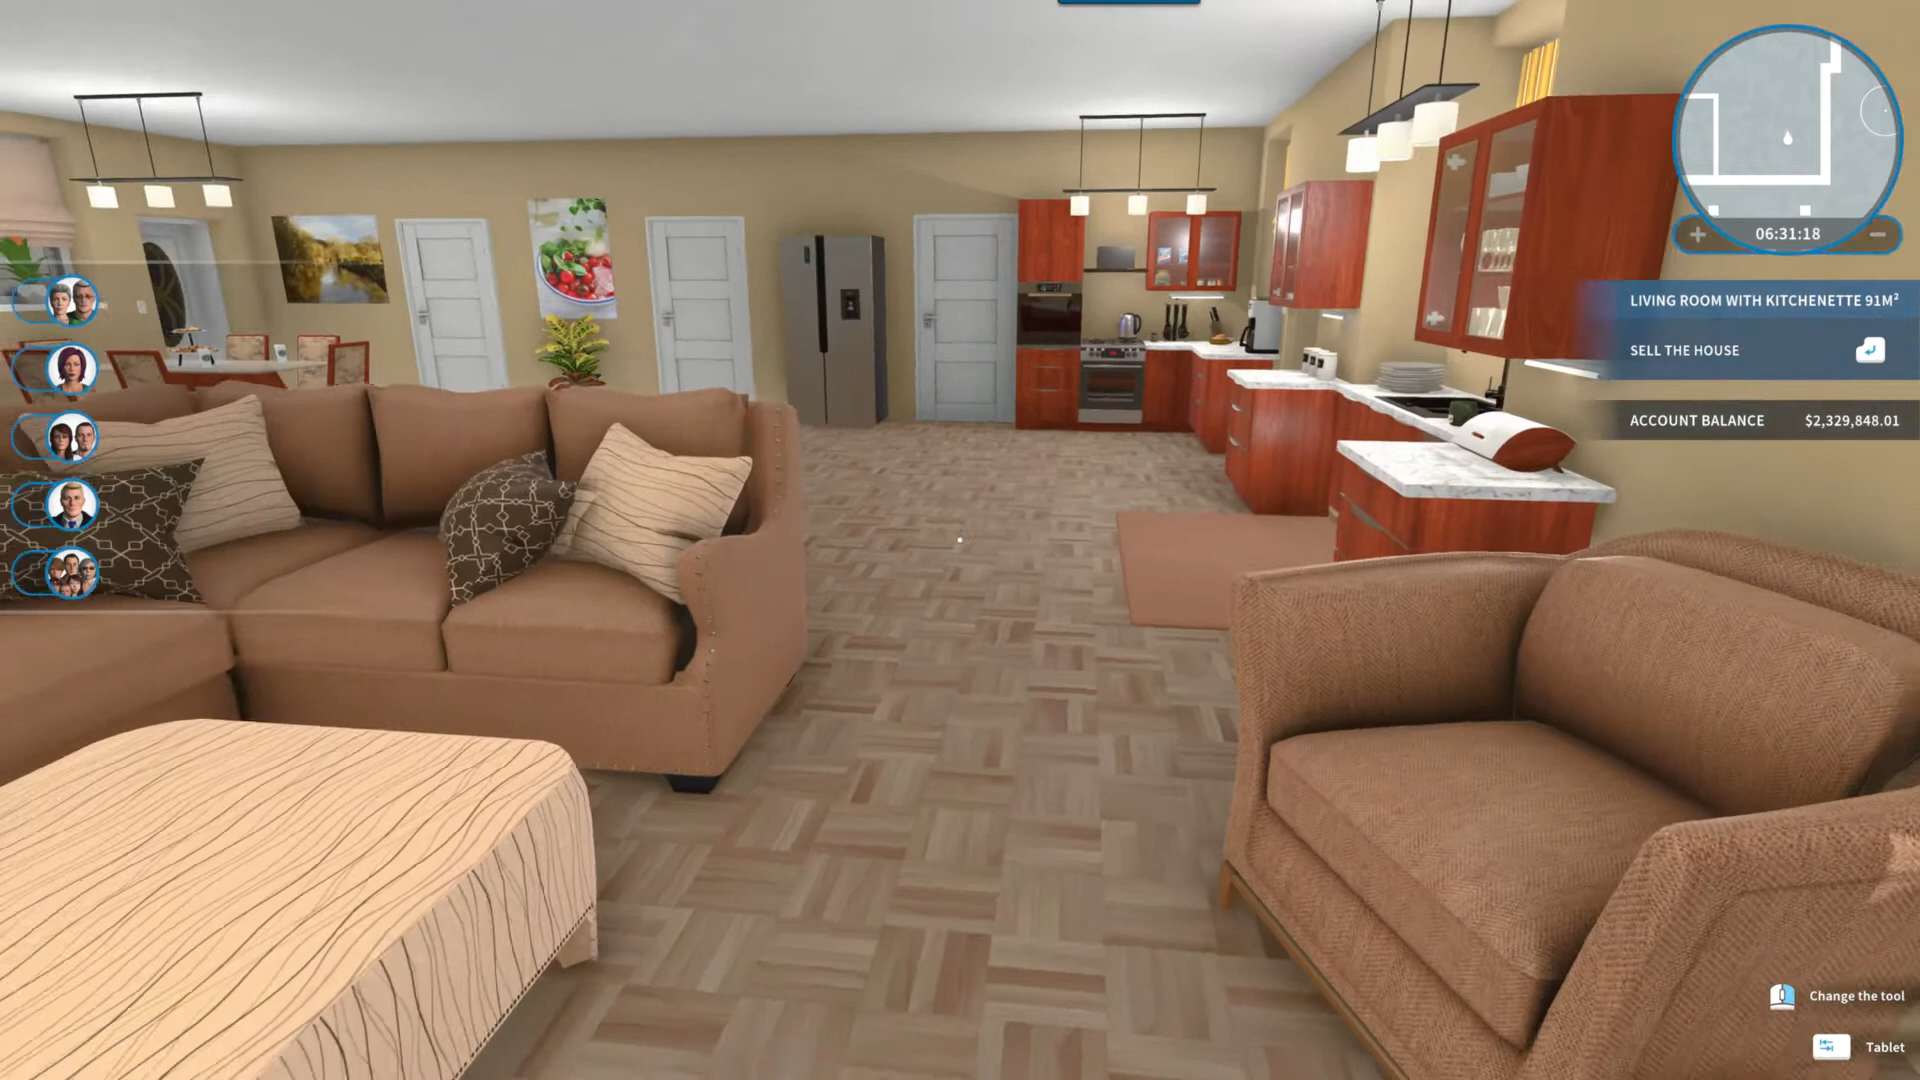 06:31:18
LIVING ROOM WITH KITCHENETTE 91M²
SELL THE HOUSE
ACCOUNT BALANCE $2,329,848.01
Change the tool
Tablet